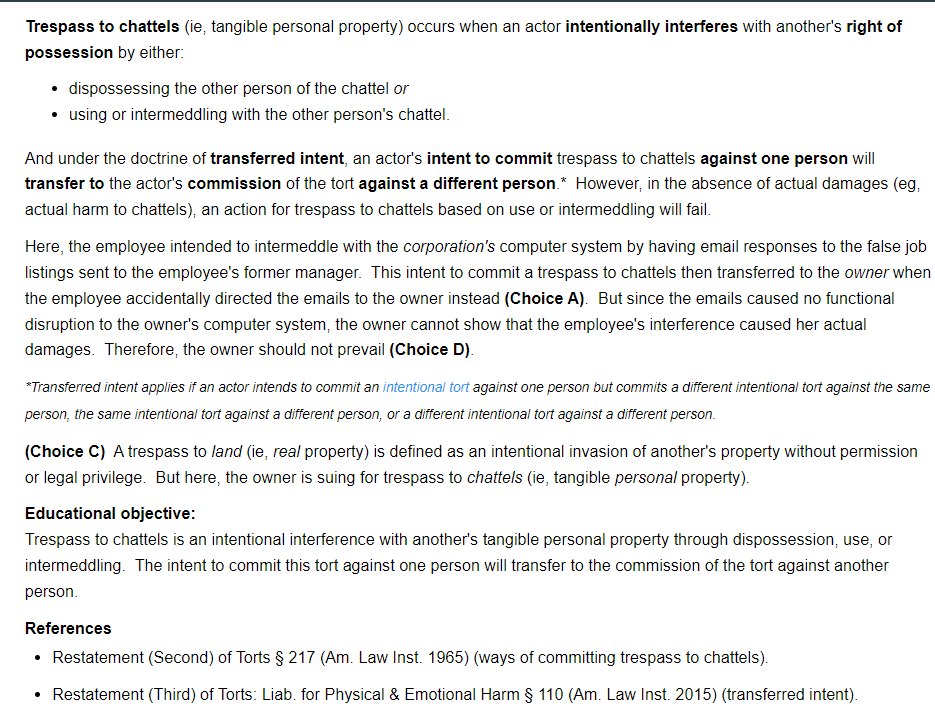 Trespass to chattels (ie, tangible personal property) occurs when an actor intentionally interferes with another's right of
possession by either:
• dispossessing the other person of the chattel or
• using or intermeddling with the other person's chattel.
And under the doctrine of transferred intent, an actor's intent to commit trespass to chattels against one person will
transfer to the actor's commission of the tort against a different person.* However, in the absence of actual damages (eg,
actual harm to chattels), an action for trespass to chattels based on use or intermeddling will fail.
Here, the employee intended to intermeddle with the corporation's computer system by having email responses to the false job
listings sent to the employee's former manager. This intent to commit a trespass to chattels then transferred to the owner when
the employee accidentally directed the emails to the owner instead (Choice A). But since the emails caused no functional
disruption to the owner's computer system, the owner cannot show that the employee's interference caused her actual
damages. Therefore, the owner should not prevail (Choice D).
*Transferred intent applies if an actor intends to commit an intentional tort against one person but commits a different intentional tort against the same
person, the same intentional tort against a different person, or a different intentional tort against a different person.
(Choice C) A trespass to land (ie, real property) is defined as an intentional invasion of another's property without permission
or legal privilege. But here, the owner is suing for trespass to chattels (ie, tangible personal property).
Educational objective:
Trespass to chattels is an intentional interference with another's tangible personal property through dispossession, use, or
intermeddling. The intent to commit this tort against one person will transfer to the commission of the tort against another
person.
References
• Restatement (Second) of Torts § 217 (Am. Law Inst. 1965) (ways of committing trespass to chattels).
• Restatement (Third) of Torts: Liab. for Physical & Emotional Harm § 110 (Am. Law Inst. 2015) (transferred intent).